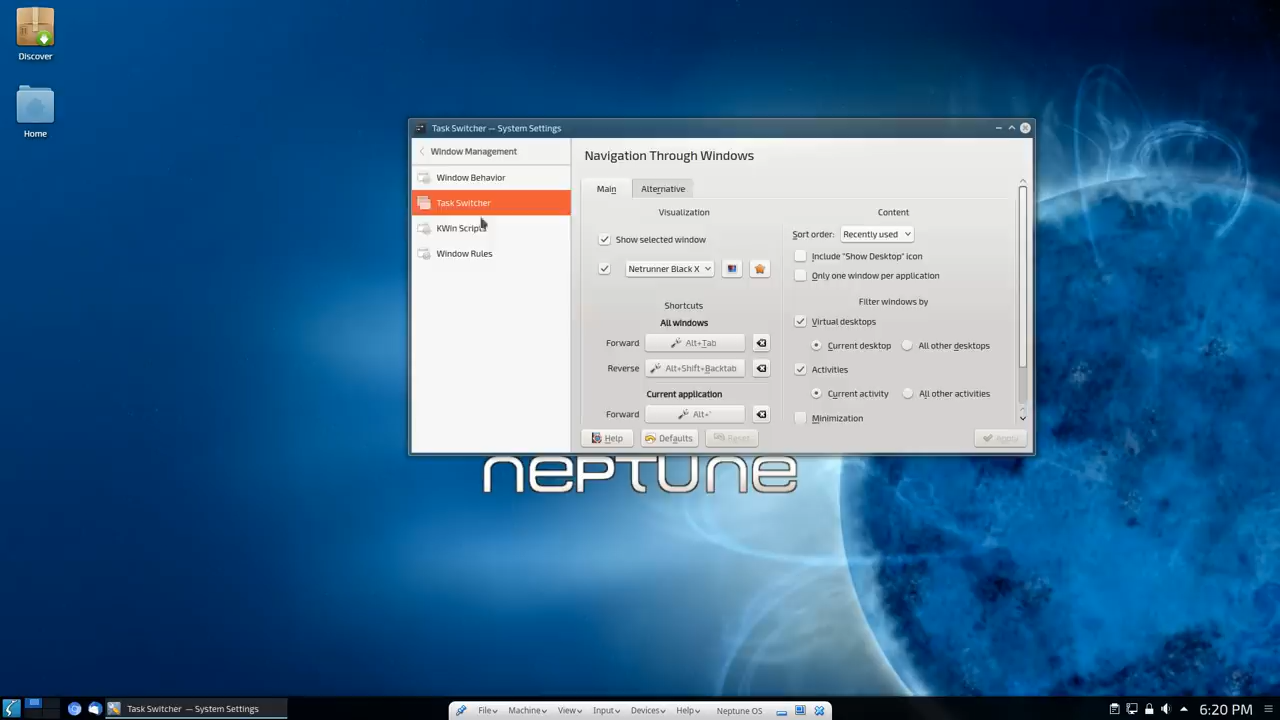 Discover
Home
Task Switcher — System Settings
Window Management
Window Behavior
Task Switcher
KWin Scripts
Window Rules
Navigation Through Windows
Main
Alternative
Visualization
Show selected window
Netrunner Black X
Shortcuts
All windows
Forward
Alt+Tab
Reverse
Alt+Shift+Backtab
Current application
Forward
Alt+`
Content
Sort order:
Recently used
Include "Show Desktop" icon
Only one window per application
Filter windows by
Virtual desktops
Current desktop
All other desktops
Activities
Current activity
All other activities
Minimization
Help
Defaults
Reset
Apply
NEPTUNE
Task Switcher — System Settings
File
Machine
View
Input
Devices
Help
Neptune OS
6:20 PM